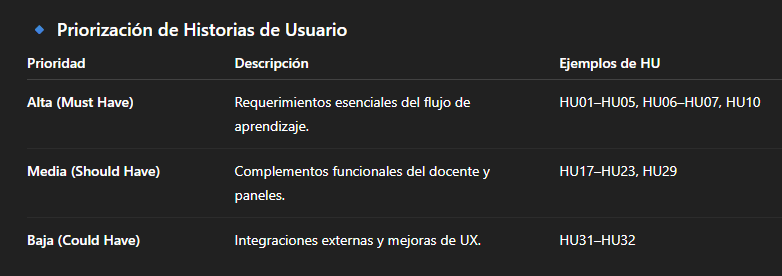 Priorización de Historias de Usuario
Prioridad Descripción Ejemplos de HU
Alta (Must Have) Requerimientos esenciales del flujo de HU01–HU05, HU06–HU07, HU10
aprendizaje.
Media (Should Have) Complementos funcionales del docente y HU17–HU23, HU29
paneles.
Baja (Could Have) Integraciones externas y mejoras de UX. HU31–HU32